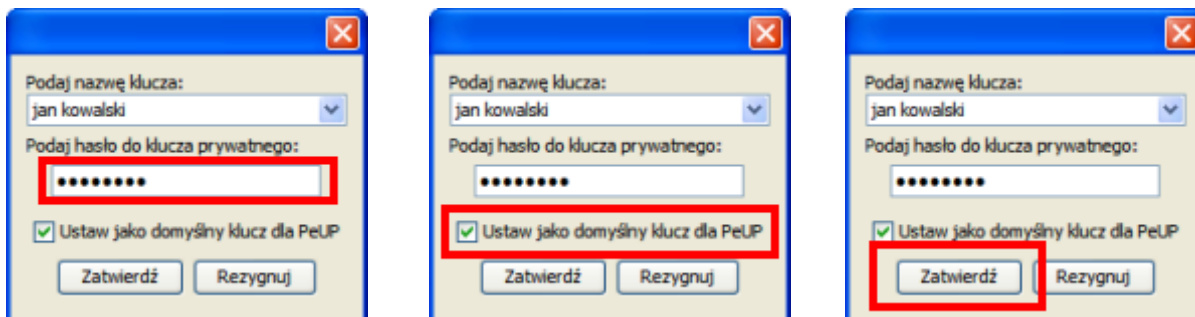 Podaj nazwę klucza:
jan kowalski
Podaj hasło do klucza prywatnego:
••••••••
Ustaw jako domyślny klucz dla PeUP
Zatwierdź Rezygnuj
Podaj nazwę klucza:
jan kowalski
Podaj hasło do klucza prywatnego:
••••••••
Ustaw jako domyślny klucz dla PeUP
Zatwierdź Rezygnuj
Podaj nazwę klucza:
jan kowalski
Podaj hasło do klucza prywatnego:
••••••••
Ustaw jako domyślny klucz dla PeUP
Zatwierdź Rezygnuj